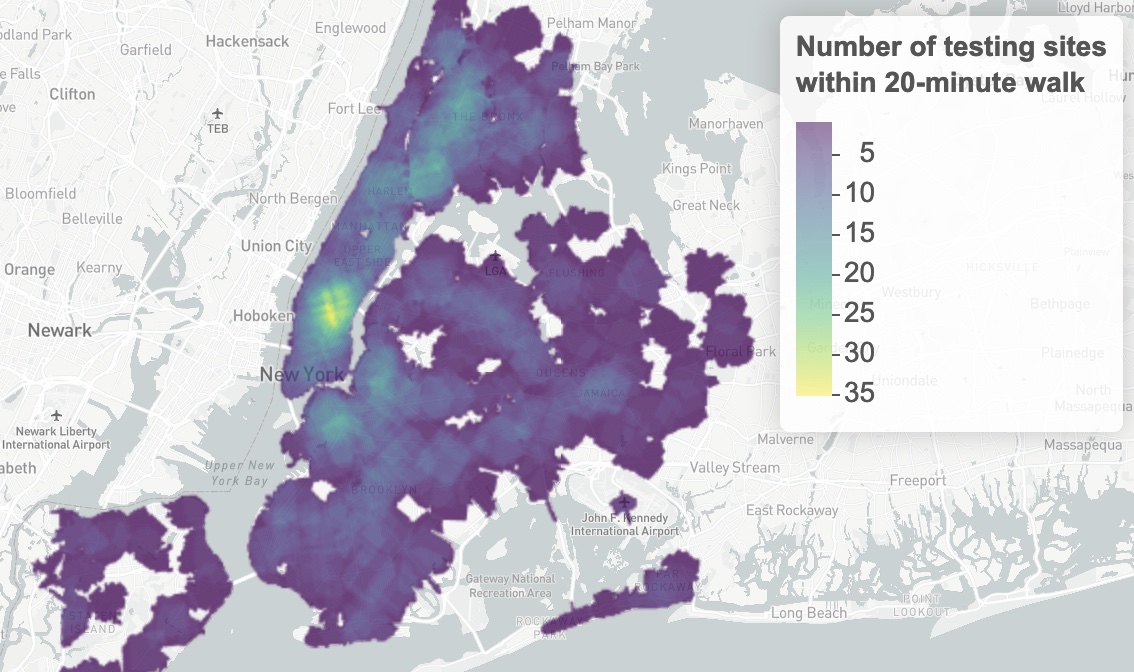 Number of testing sites
within 20-minute walk
5
10
15
20
25
30
35
Englewood
Pelham Manor
Hackensack
Garfield
Pelham Bay Park
Clifton
Fort Lee
TEB
THE BRONX
Manorhaven
Kings Point
Bloomfield
North Bergen
HARLEM
Great Neck
Belleville
MANHATTAN
Union City
UPPER
EAST SIDE
Orange
Kearny
LGA
FLUSHING
HICKSVILLE
Plainview
Westbury
Bethpage
Hoboken
Newark
Floral Park
Plainedge
New York
QUEENS
JAMAICA
Uniondale
North
Massapequa
Newark Liberty
International Airport
Malverne
Massapequa
abeth
Upper New
York Bay
Valley Stream
Freeport
BROOKLYN
East Rockaway
John F. Kennedy
International Airport
Gateway National
Recreation Area
FAR
ROCKAWAY
STATEN
ISLAND
ROCKAWAY
PARK
Long Beach
POINT
LOOKOUT
Lloyd Harbor
Laurel Hollow